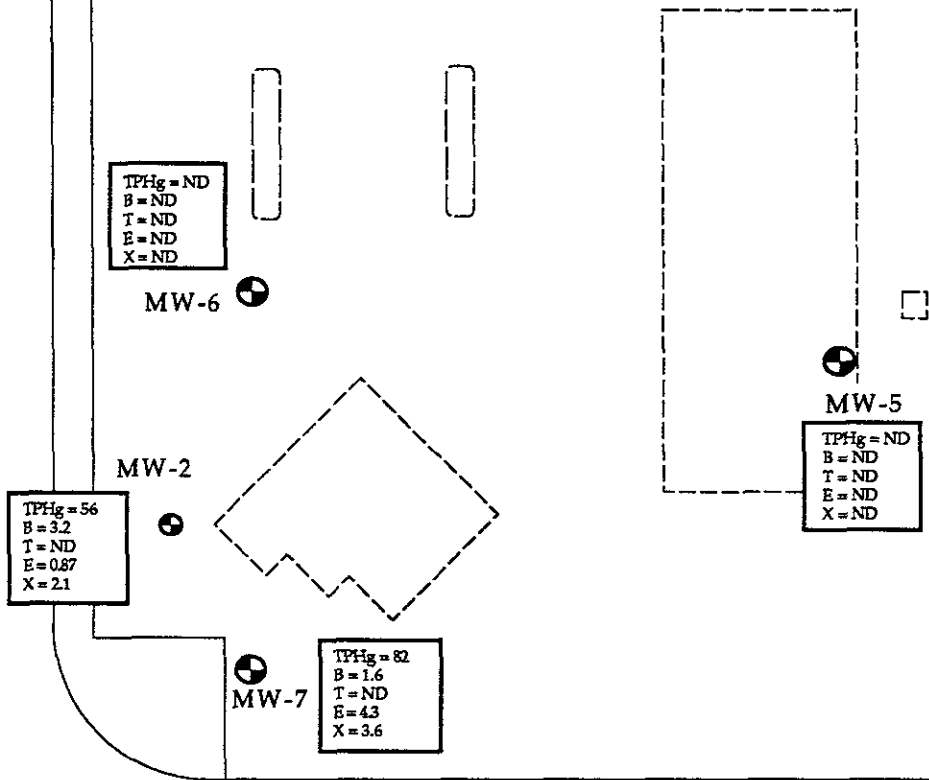 TPHg = ND
B = ND
T = ND
E = ND
X = ND
MW-6
MW-5
TPHg = ND
B = ND
T = ND
E = ND
X = ND
MW-2
TPHg = 56
B = 3.2
T = ND
E = 0.87
X = 2.1
MW-7
TPHg = 82
B = 1.6
T = ND
E = 4.3
X = 3.6